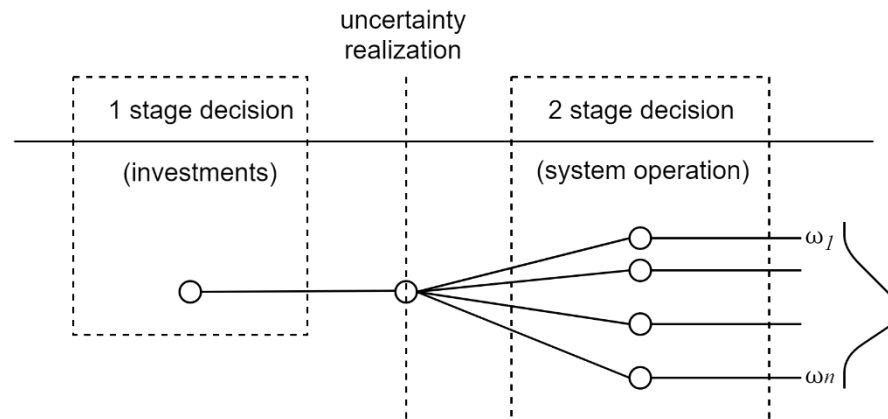 uncertainty
realization
1 stage decision
2 stage decision
(investments)
(system operation)
ω1
ωn